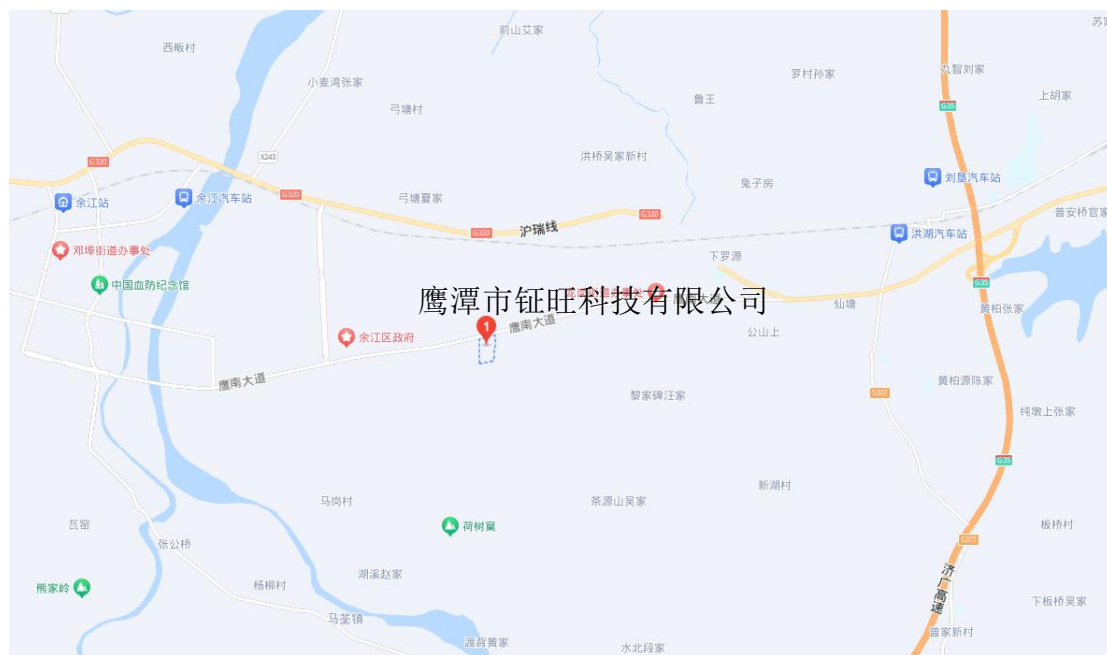 前山艾家
苏家
西畈村
罗村孙家
九智刘家
小麦湾张家
鲁王
上胡家
弓塘村
G35
X243
洪桥吴家新村
G320
兔子房
刘垦汽车站
余江站
余江汽车站
G320
弓塘夏家
G320
普安桥官家
沪瑞线
G320
洪湖汽车站
邓埠街道办事处
下罗源
中国血防纪念馆
G35
鹰潭市钲旺科技有限公司
鹰南大道
仙塘
黄柏张家
1
鹰南大道
公山上
余江区政府
鹰南大道
黄柏源陈家
S207
黎家碑汪家
纯墩上张家
G35
新湖村
马岗村
茶源山吴家
瓦窑
荷树窠
板桥村
张公桥
S207
湖溪赵家
济广高速
熊家岭
杨柳村
下板桥吴家
马荃镇
曾家新村
渡背黄家
水北段家